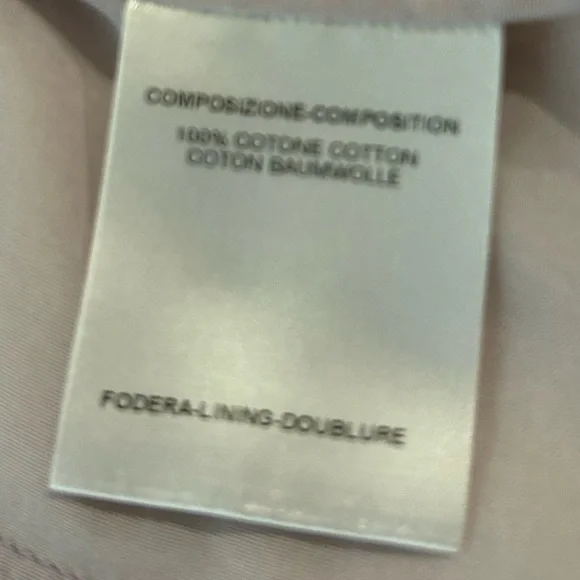 COMPOSIZIONE-COMPOSITION
100% COTONE COTTON
COTON BAUMWOLLE
FODERA-LINING-DOUBLURE